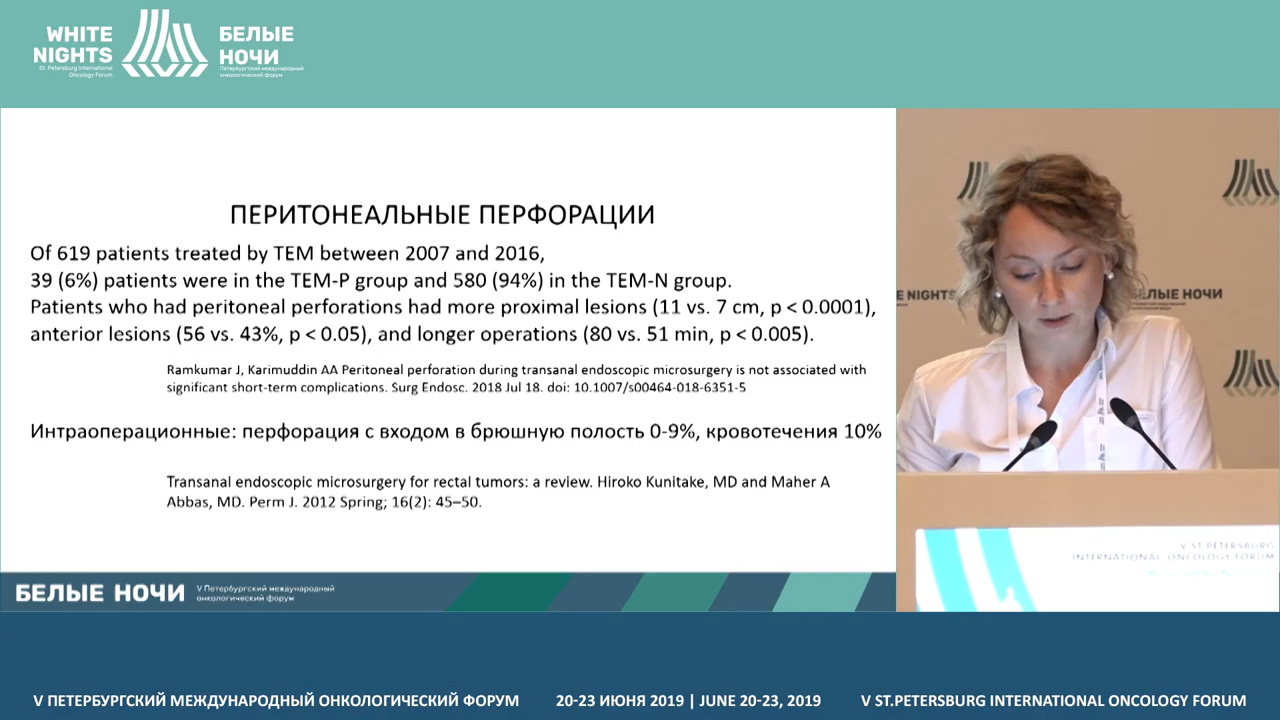 WHITE
NIGHTS
St. Petersburg International
Oncology Forum
БЕЛЫЕ
НОЧИ
Петербургский международный
онкологический форум
ПЕРИТОНЕАЛЬНЫЕ ПЕРФОРАЦИИ
Of 619 patients treated by TEM between 2007 and 2016,
39 (6%) patients were in the TEM-P group and 580 (94%) in the TEM-N group.
Patients who had peritoneal perforations had more proximal lesions (11 vs. 7 cm, p < 0.0001),
anterior lesions (56 vs. 43%, p < 0.05), and longer operations (80 vs. 51 min, p < 0.005).
Ramkumar J, Karimuddin AA Peritoneal perforation during transanal endoscopic microsurgery is not associated with
significant short-term complications. Surg Endosc. 2018 Jul 18. doi: 10.1007/s00464-018-6351-5
Интраоперационные: перфорация с входом в брюшную полость 0-9%, кровотечения 10%
Transanal endoscopic microsurgery for rectal tumors: a review. Hiroko Kunitake, MD and Maher A
Abbas, MD. Perm J. 2012 Spring; 16(2): 45–50.
БЕЛЫЕ НОЧИ
V Петербургский международный
онкологический форум
E NIGHTS
БЕЛЫЕ НОЧИ
V ST.PETERSBURG
INTERNATIONAL ONCOLOGY FORUM
V ПЕТЕРБУРГСКИЙ МЕЖДУНАРОДНЫЙ ОНКОЛОГИЧЕСКИЙ ФОРУМ
20-23 ИЮНЯ 2019 | JUNE 20-23, 2019
V ST.PETERSBURG INTERNATIONAL ONCOLOGY FORUM